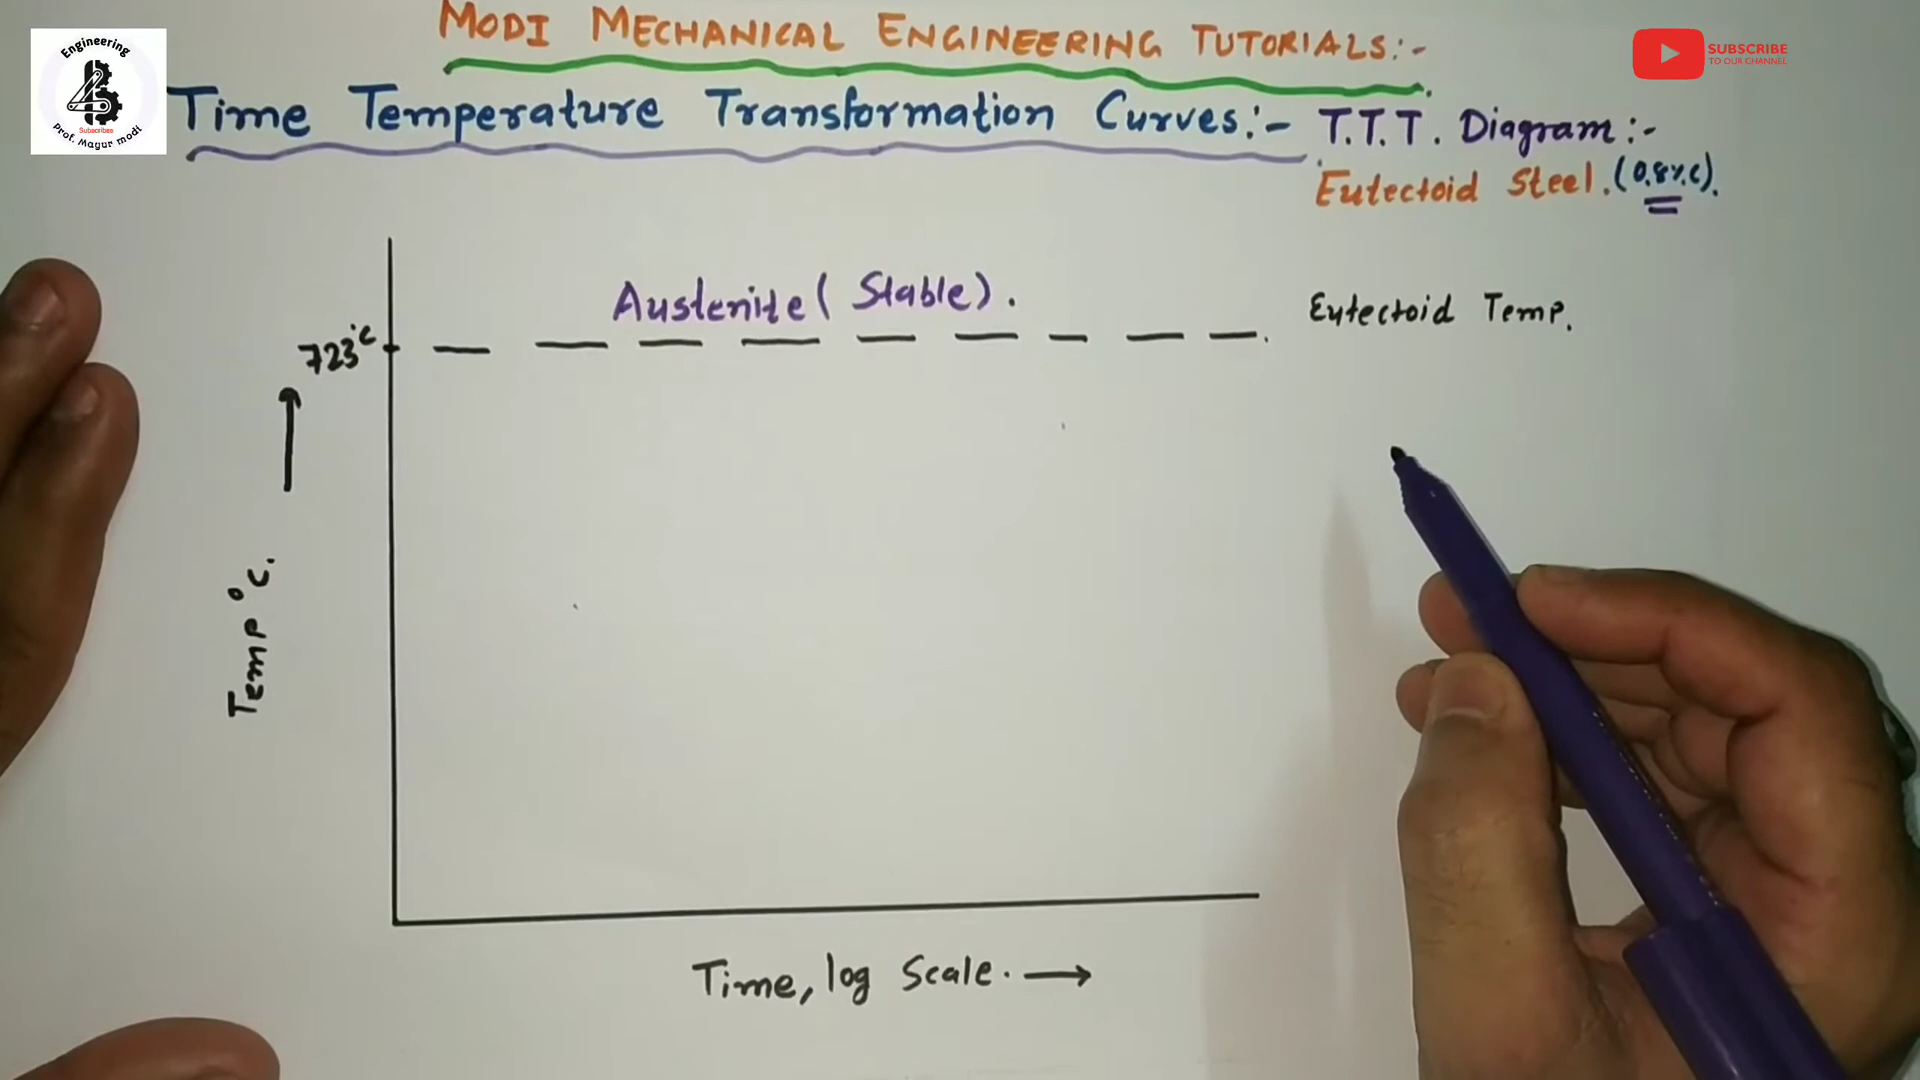 MODI MECHANICAL ENGINEERING TUTORIALS:-
SUBSCRIBE
TO OUR CHANNEL
Engineering
Subscribes
Prof. Mayur modi
Time Temperature Transformation Curves:- T.T.T. Diagram:-
Eutectoid Steel. (0.8%C).
Austenite (Stable).
Eutectoid Temp.
723°C
Temp °C.
Time, log Scale.